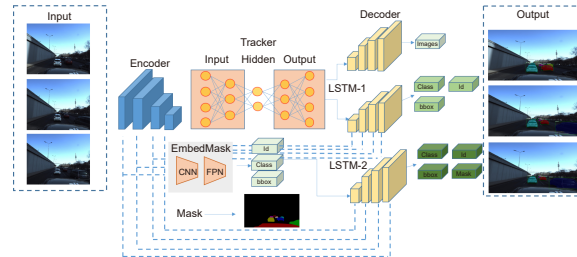 Input
Encoder
Tracker
Input
Hidden
Output
Decoder
Images
Output
LSTM-1
Class
Id
bbox
EmbedMask
CNN
FPN
Id
Class
bbox
LSTM-2
Class
Id
bbox
Mask
Mask